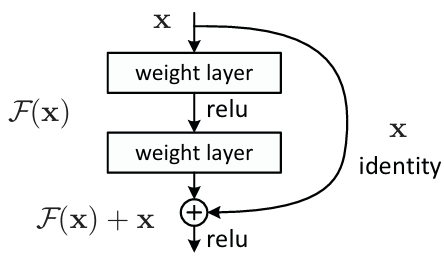 x
weight layer
relu
F(x)
weight layer
x
identity
F(x) + x
+
relu